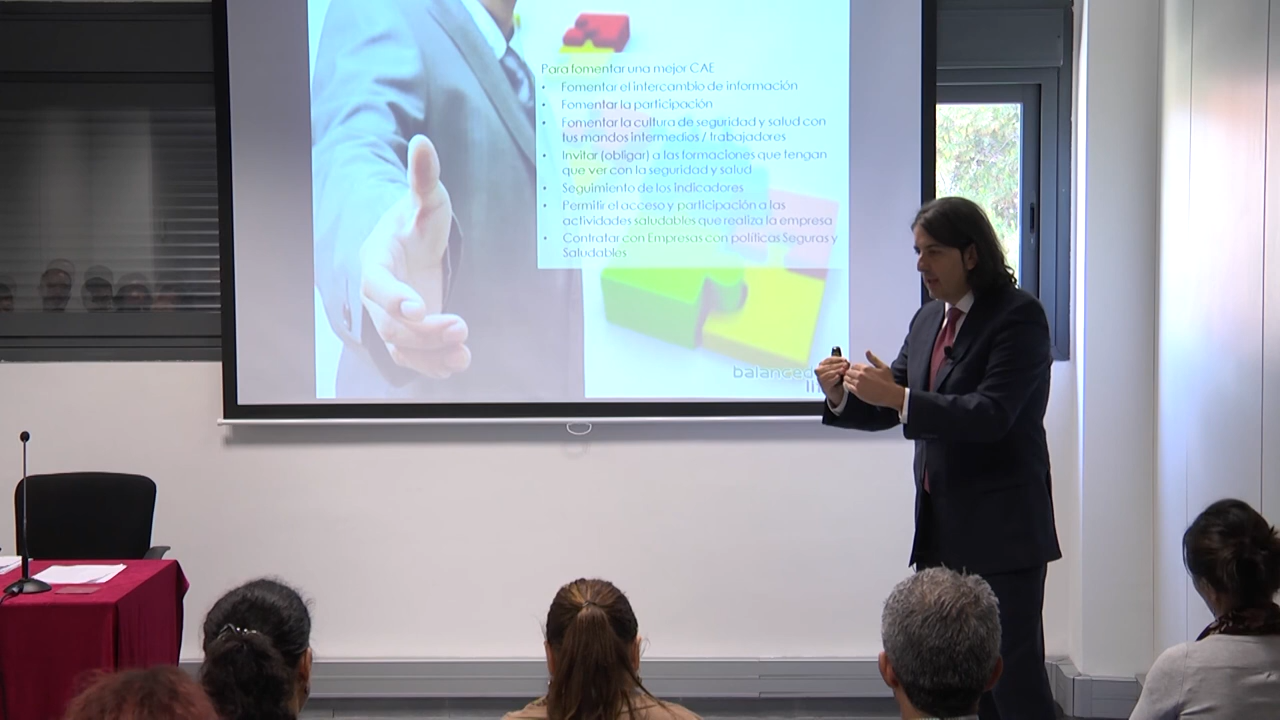 Para fomentar una mejor CAE
• Fomentar el intercambio de información
• Fomentar la participación
• Fomentar la cultura de seguridad y salud con
tus mandos intermedios / trabajadores
• Invitar (obligar) a las formaciones que tengan
que ver con la seguridad y salud
• Seguimiento de los indicadores
• Permitir el acceso y participación a las
actividades saludables que realiza la empresa
• Contratar con Empresas con políticas Seguras y
Saludables
balanced